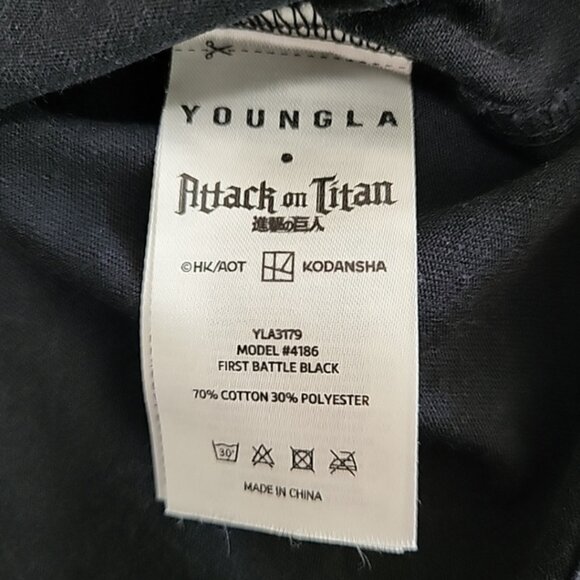 YOUNGLA
Attack on Titan
進撃の巨人
©HK/AOT KODANSHA
YLA3179
MODEL #4186
FIRST BATTLE BLACK
70% COTTON 30% POLYESTER
30°
MADE IN CHINA